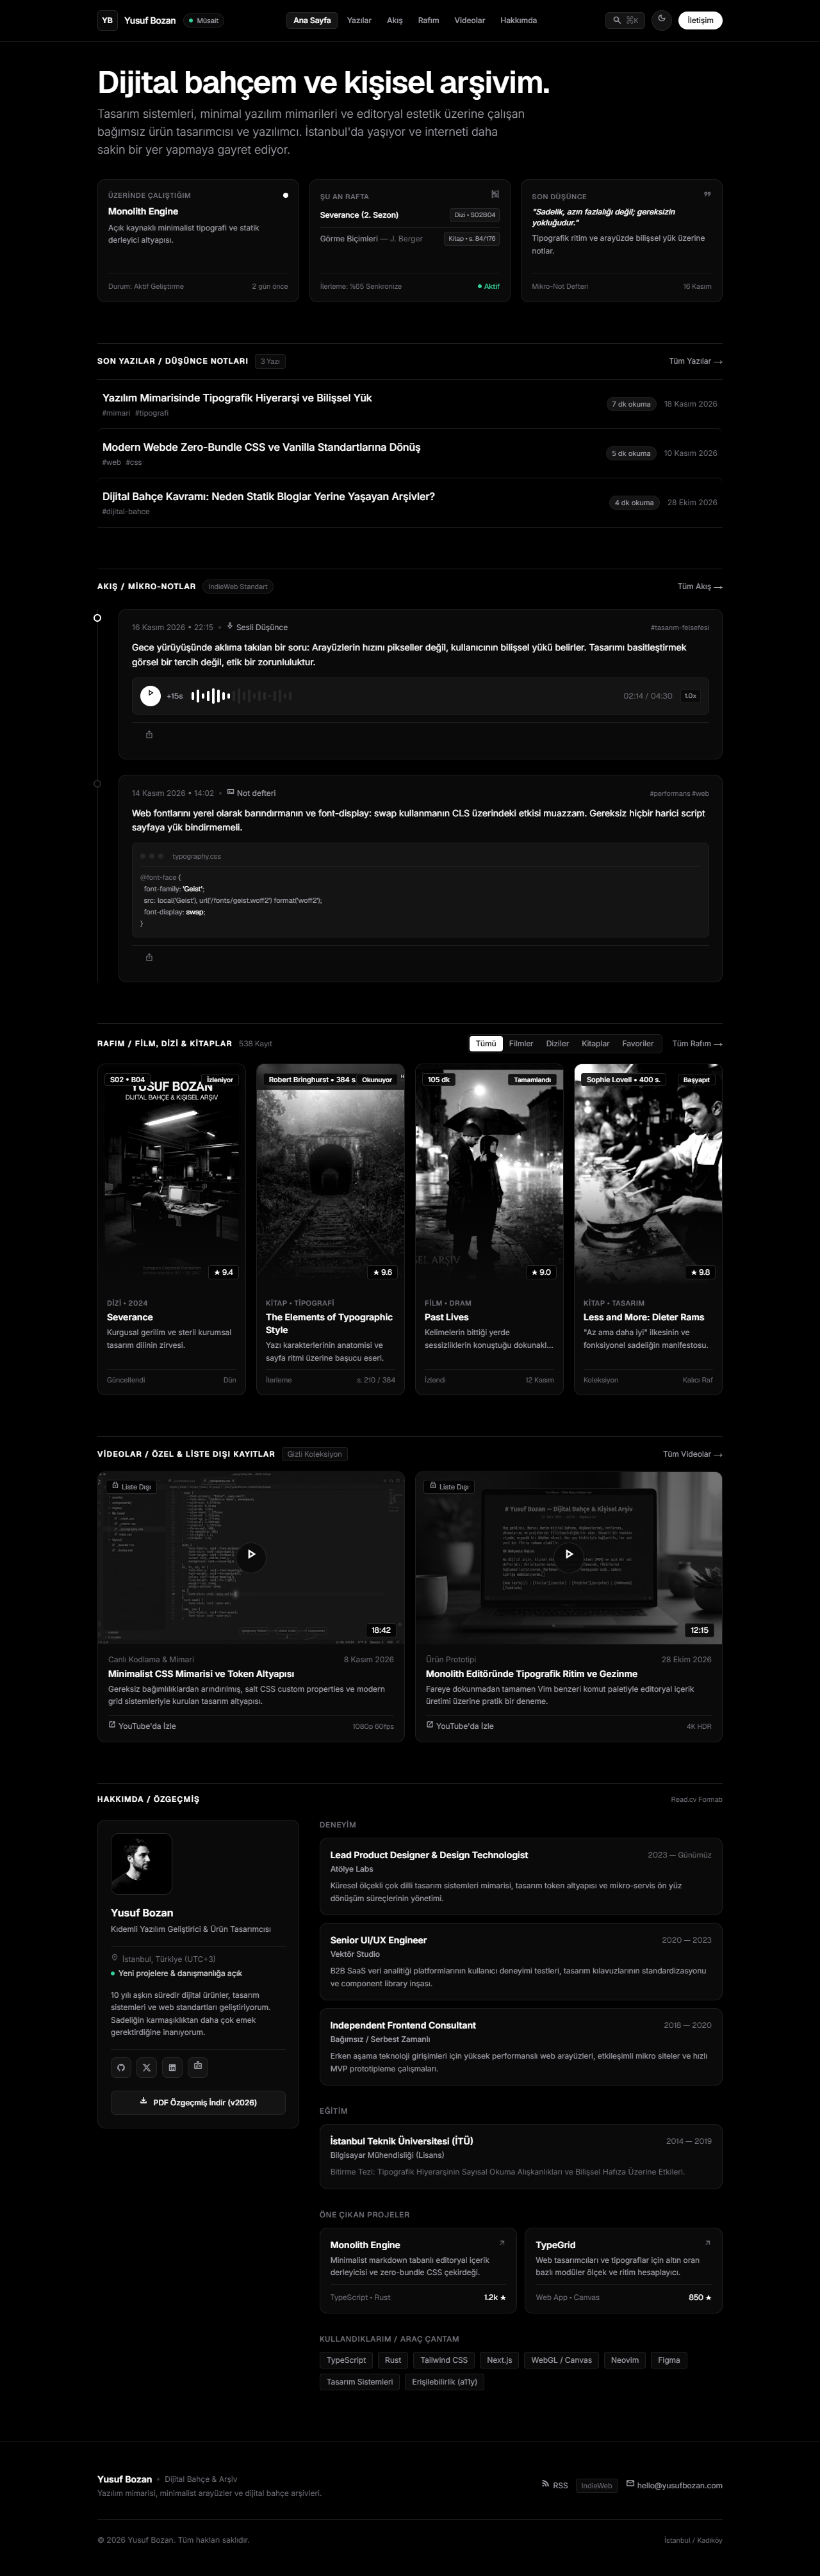 YB Yusuf Bozan Müsait Ana Sayfa Yazılar Akış Rafım Videolar Hakkımda ⌘K İletişim
Dijital bahçem ve kişisel arşivim.
Tasarım sistemleri, minimal yazılım mimarileri ve editoryal estetik üzerine çalışan
bağımsız ürün tasarımcısı ve yazılımcı. İstanbul'da yaşıyor ve interneti daha
sakin bir yer yapmaya gayret ediyor.
ÜZERİNDE ÇALIŞTIĞIM
Monolith Engine
Açık kaynaklı minimalist tipografi ve statik
derleyici altyapısı.
Durum: Aktif Geliştirme 2 gün önce
ŞU AN RAFTA
Severance (2. Sezon) Dizi • S02B04
Görme Biçimleri — J. Berger Kitap • s. 84/176
İlerleme: %65 Senkronize Aktif
SON DÜŞÜNCE
"Sadelik, azın fazlalığı değil; gereksizin
yokluğudur."
Tipografik ritim ve arayüzde bilişsel yük üzerine
notlar.
Mikro-Not Defteri 16 Kasım
SON YAZILAR / DÜŞÜNCE NOTLARI 3 Yazı Tüm Yazılar →
Yazılım Mimarisinde Tipografik Hiyerarşi ve Bilişsel Yük
#mimari #tipografi
7 dk okuma 18 Kasım 2026
Modern Webde Zero-Bundle CSS ve Vanilla Standartlarına Dönüş
#web #css
5 dk okuma 10 Kasım 2026
Dijital Bahçe Kavramı: Neden Statik Bloglar Yerine Yaşayan Arşivler?
#dijital-bahce
4 dk okuma 28 Ekim 2026
AKIŞ / MİKRO-NOTLAR IndieWeb Standart Tüm Akış →
16 Kasım 2026 • 22:15 • Sesli Düşünce #tasarım-felsefesi
Gece yürüyüşünde aklıma takılan bir soru: Arayüzlerin hızını pikseller değil, kullanıcının bilişsel yükü belirler. Tasarımı basitleştirmek
görsel bir tercih değil, etik bir zorunluluktur.
+15s 02:14 / 04:30 1.0x
14 Kasım 2026 • 14:02 • Not defteri #performans #web
Web fontlarını yerel olarak barındırmanın ve font-display: swap kullanmanın CLS üzerindeki etkisi muazzam. Gereksiz hiçbir harici script
sayfaya yük bindirmemeli.
typography.css
@font-face {
font-family: 'Geist';
src: local('Geist'), url('/fonts/geist.woff2') format('woff2');
font-display: swap;
}
RAFIM / FİLM, DİZİ & KİTAPLAR 538 Kayıt Tümü Filmler Diziler Kitaplar Favoriler Tüm Rafım →
S02 • B04 İzleniyor
YUSUF BOZAN
DİJİTAL BAHÇE & KİŞİSEL ARŞİV
★ 9.4
DİZİ • 2024
Severance
Kurgusal gerilim ve steril kurumsal
tasarım dilinin zirvesi.
Güncellendi Dün
Robert Bringhurst • 384 s. Okunuyor
★ 9.6
KİTAP • TİPOGRAFİ
The Elements of Typographic
Style
Yazı karakterlerinin anatomisi ve
sayfa ritmi üzerine başucu eseri.
İlerleme s. 210 / 384
105 dk Tamamlandı
SEL ARŞİV
★ 9.0
FİLM • DRAM
Past Lives
Kelimelerin bittiği yerde
sessizliklerin konuştuğu dokunakl...
İzlendi 12 Kasım
Sophie Lovell • 400 s. Başyapıt
★ 9.8
KİTAP • TASARIM
Less and More: Dieter Rams
"Az ama daha iyi" ilkesinin ve
fonksiyonel sadeliğin manifestosu.
Koleksiyon Kalıcı Raf
VİDEOLAR / ÖZEL & LİSTE DIŞI KAYITLAR Gizli Koleksiyon Tüm Videolar →
Liste Dışı
18:42
Canlı Kodlama & Mimari 8 Kasım 2026
Minimalist CSS Mimarisi ve Token Altyapısı
Gereksiz bağımlılıklardan arındırılmış, salt CSS custom properties ve modern
grid sistemleriyle kurulan tasarım altyapısı.
YouTube'da İzle 1080p 60fps
Liste Dışı
# Yusuf Bozan — Dijital Bahçe & Kişisel Arşiv
12:15
Ürün Prototipi 28 Ekim 2026
Monolith Editöründe Tipografik Ritim ve Gezinme
Fareye dokunmadan tamamen Vim benzeri komut paletiyle editoryal içerik
üretimi üzerine pratik bir deneme.
YouTube'da İzle 4K HDR
HAKKIMDA / ÖZGEÇMİŞ Read.cv Formatı
Yusuf Bozan
Kıdemli Yazılım Geliştirici & Ürün Tasarımcısı
İstanbul, Türkiye (UTC+3)
Yeni projelere & danışmanlığa açık
10 yılı aşkın süredir dijital ürünler, tasarım
sistemleri ve web standartları geliştiriyorum.
Sadeliğin karmaşıklıktan daha çok emek
gerektirdiğine inanıyorum.
PDF Özgeçmiş İndir (v2026)
DENEYİM
Lead Product Designer & Design Technologist 2023 — Günümüz
Atölye Labs
Küresel ölçekli çok dilli tasarım sistemleri mimarisi, tasarım token altyapısı ve mikro-servis ön yüz
dönüşüm süreçlerinin yönetimi.
Senior UI/UX Engineer 2020 — 2023
Vektör Studio
B2B SaaS veri analitiği platformlarının kullanıcı deneyimi testleri, tasarım kılavuzlarının standardizasyonu
ve component library inşası.
Independent Frontend Consultant 2018 — 2020
Bağımsız / Serbest Zamanlı
Erken aşama teknoloji girişimleri için yüksek performanslı web arayüzleri, etkileşimli mikro siteler ve hızlı
MVP prototipleme çalışmaları.
EĞİTİM
İstanbul Teknik Üniversitesi (İTÜ) 2014 — 2019
Bilgisayar Mühendisliği (Lisans)
Bitirme Tezi: Tipografik Hiyerarşinin Sayısal Okuma Alışkanlıkları ve Bilişsel Hafıza Üzerine Etkileri.
ÖNE ÇIKAN PROJELER
Monolith Engine
Minimalist markdown tabanlı editoryal içerik
derleyicisi ve zero-bundle CSS çekirdeği.
TypeScript • Rust 1.2k ★
TypeGrid
Web tasarımcıları ve tipograflar için altın oran
bazlı modüler ölçek ve ritim hesaplayıcı.
Web App • Canvas 850 ★
KULLANDIKLARIM / ARAÇ ÇANTAM
TypeScript Rust Tailwind CSS Next.js WebGL / Canvas Neovim Figma
Tasarım Sistemleri Erişilebilirlik (a11y)
Yusuf Bozan • Dijital Bahçe & Arşiv
Yazılım mimarisi, minimalist arayüzler ve dijital bahçe arşivleri.
RSS IndieWeb hello@yusufbozan.com
© 2026 Yusuf Bozan. Tüm hakları saklıdır. İstanbul / Kadıköy